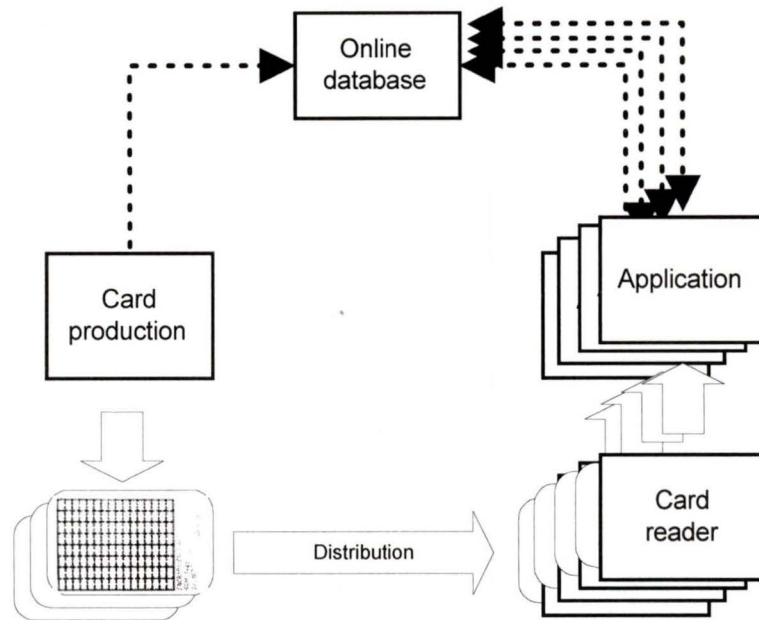 Online
database
Card
production
Application
Distribution
Card
reader